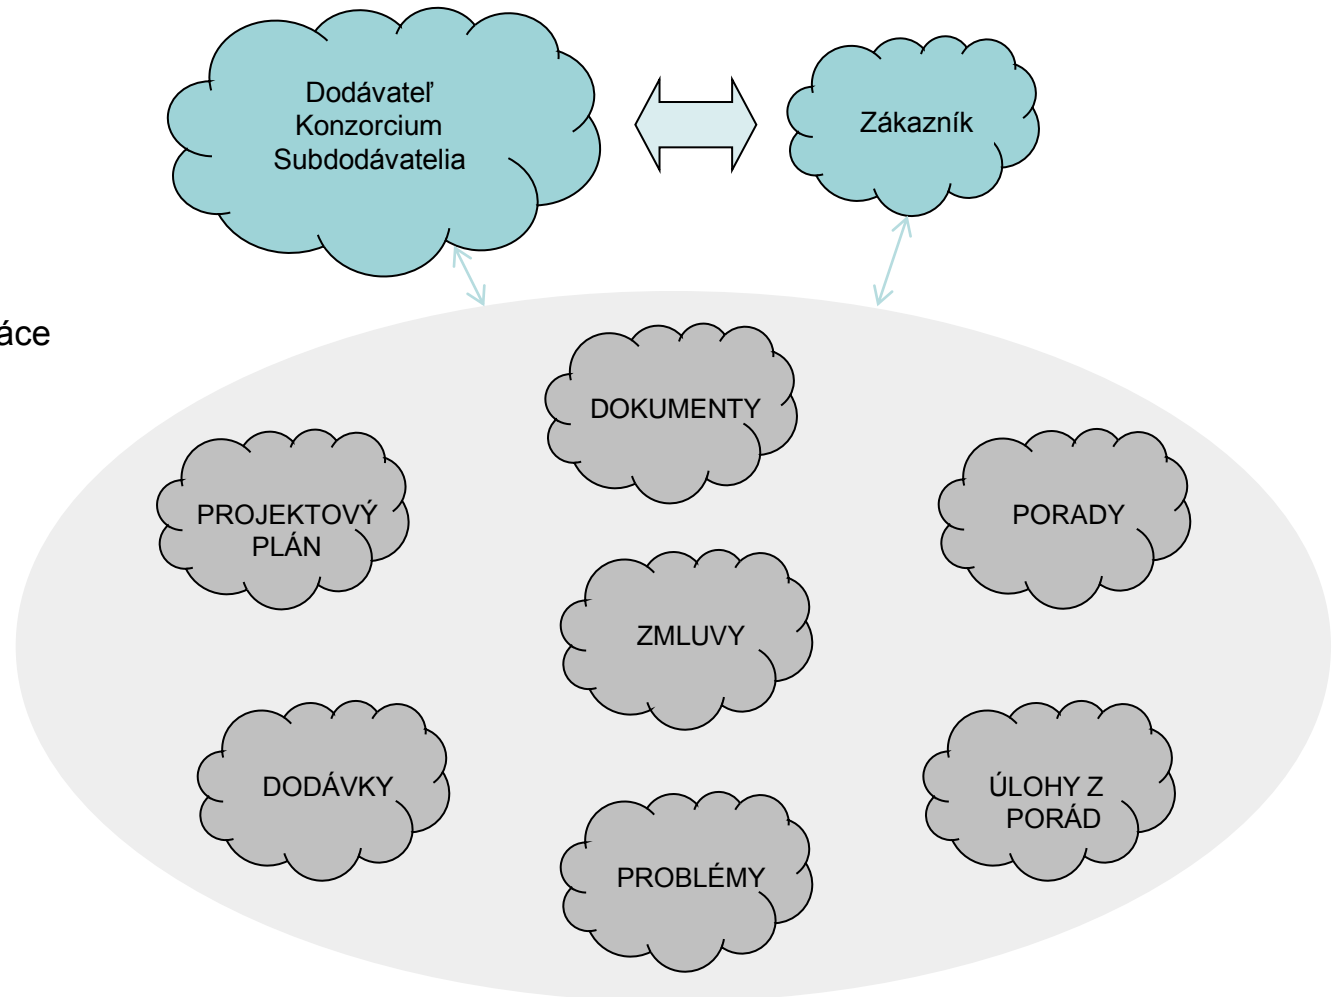 Dodávateľ
Konzorcium
Subdodávatelia
Zákazník
áce
DOKUMENTY
PROJEKTOVÝ
PLÁN
PORADY
ZMLUVY
DODÁVKY
ÚLOHY Z
PORÁD
PROBLÉMY